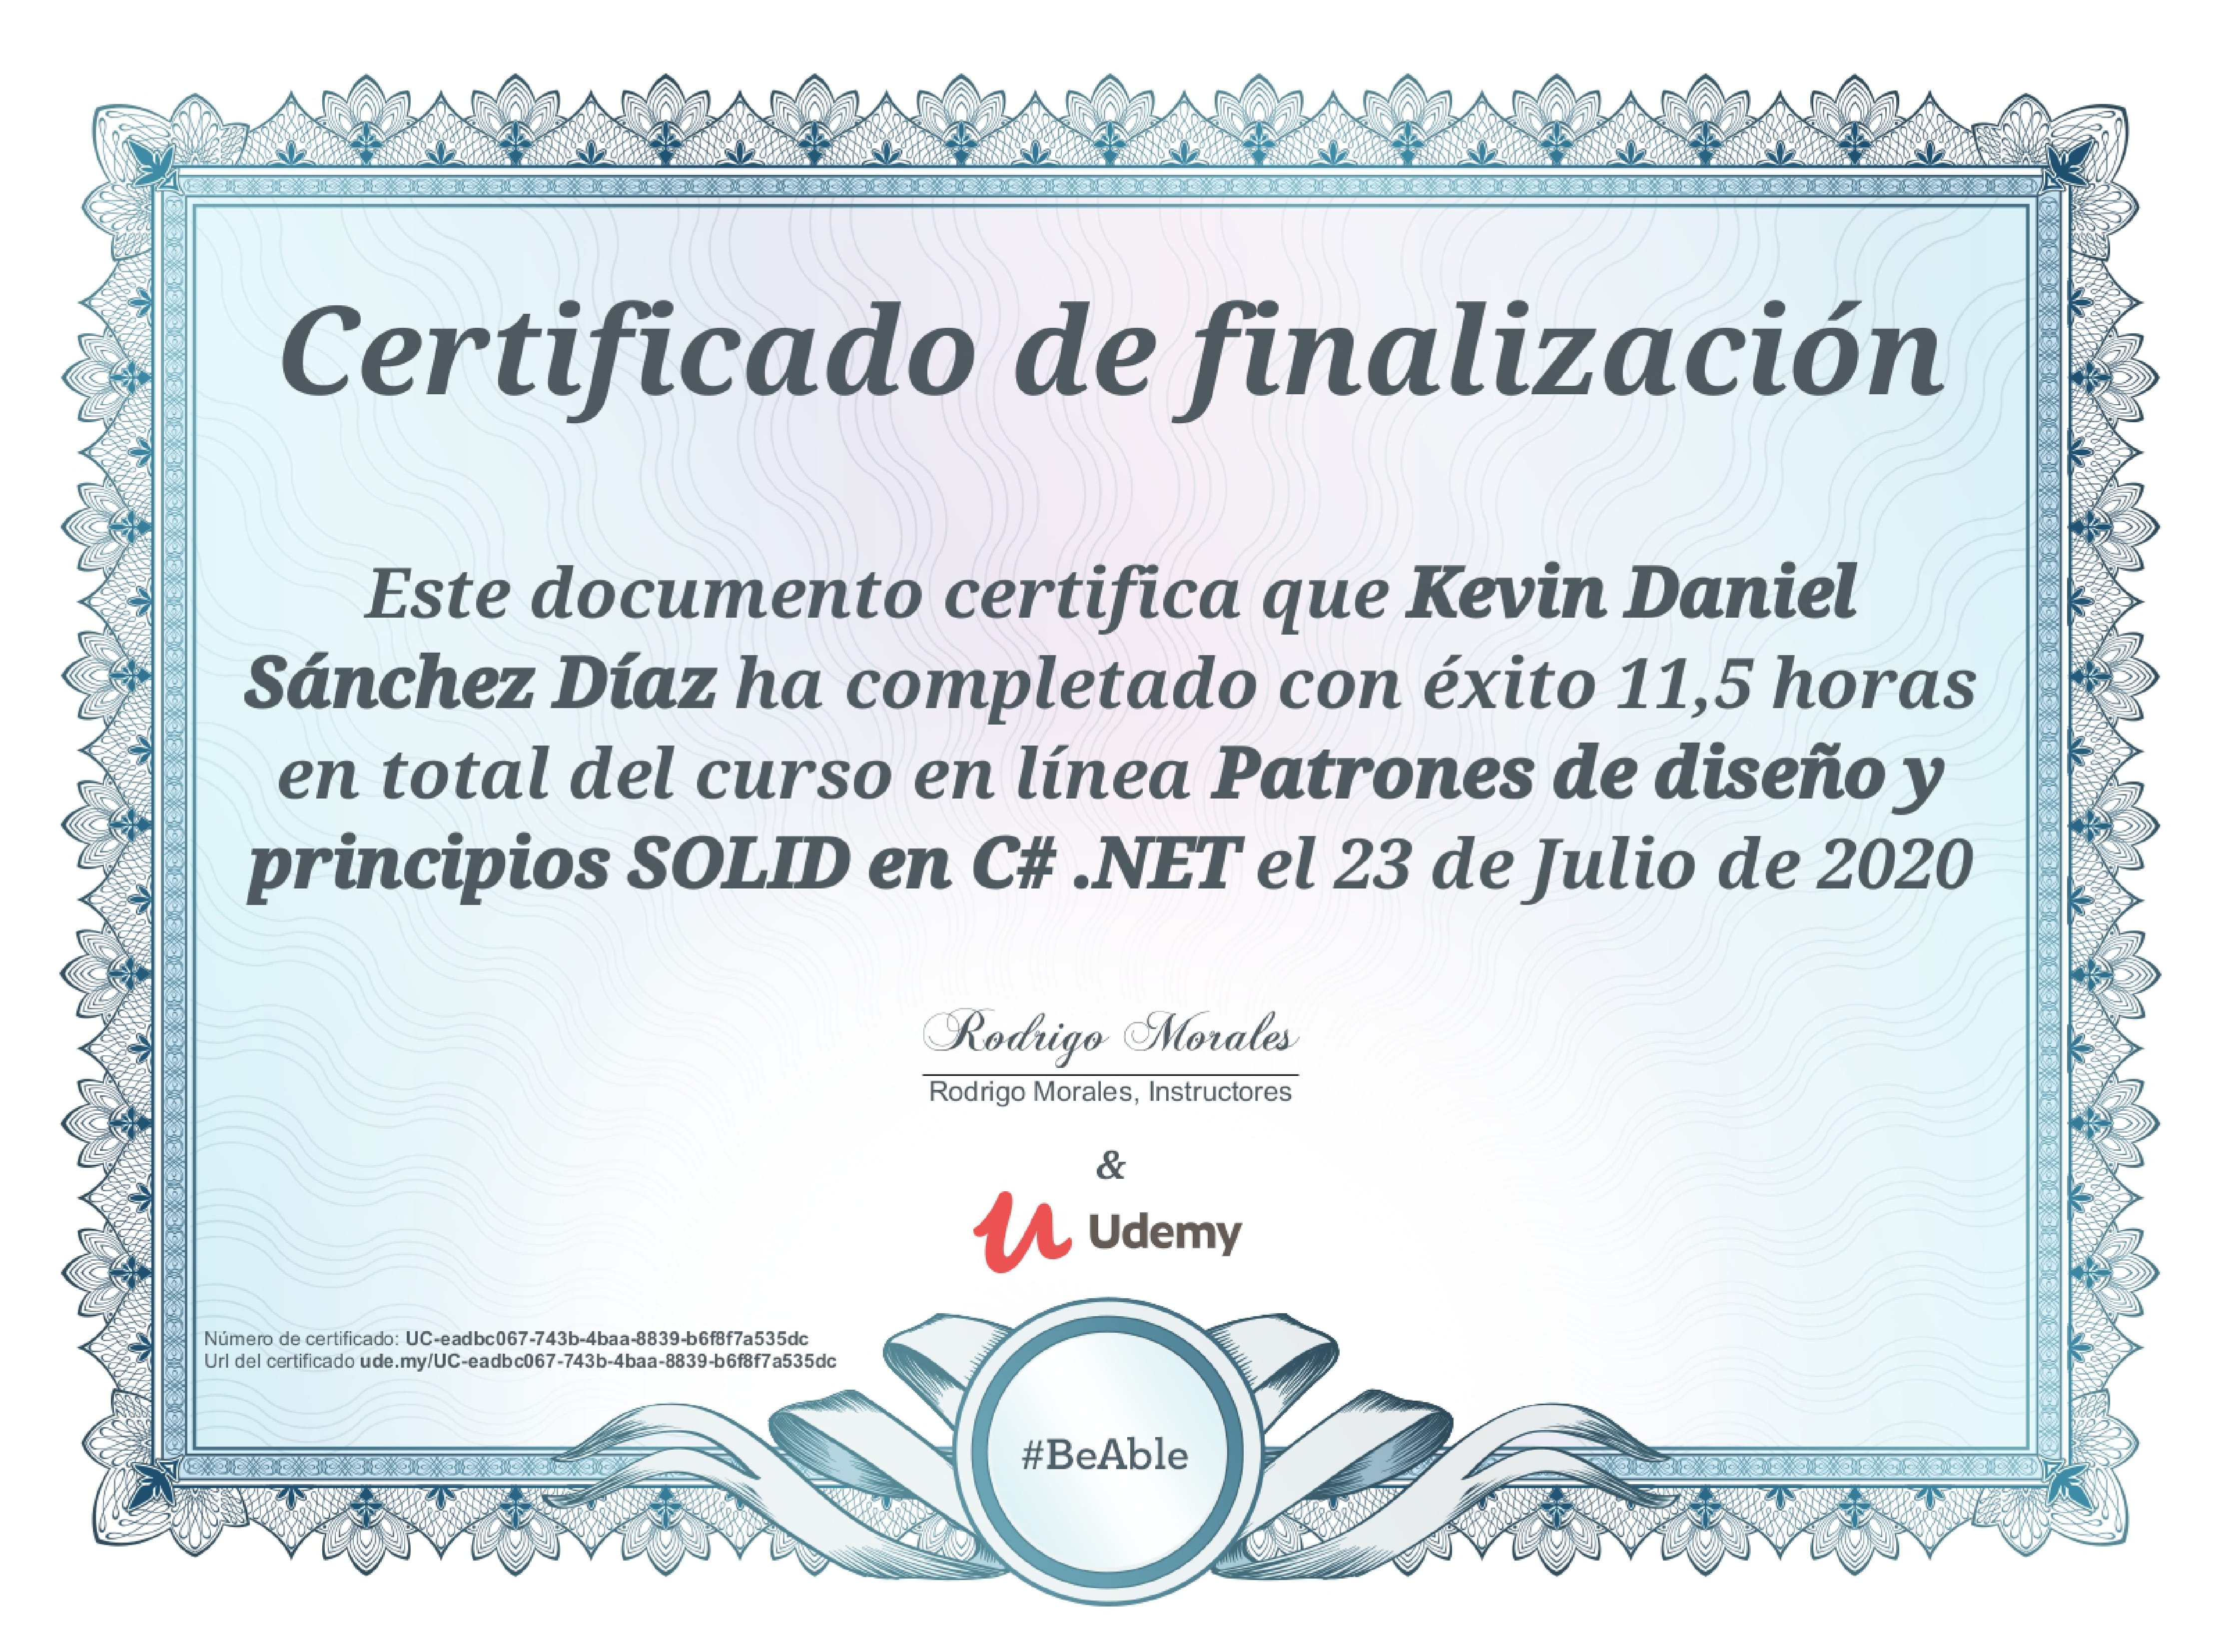 Certificado de finalización
Este documento certifica que Kevin Daniel
Sánchez Díaz ha completado con éxito 11,5 horas
en total del curso en línea Patrones de diseño y
principios SOLID en C# .NET el 23 de Julio de 2020
Rodrigo Morales
Rodrigo Morales, Instructores
&
Udemy
Número de certificado: UC-eadbc067-743b-4baa-8839-b6f8f7a535dc
Url del certificado ude.my/UC-eadbc067-743b-4baa-8839-b6f8f7a535dc
#BeAble